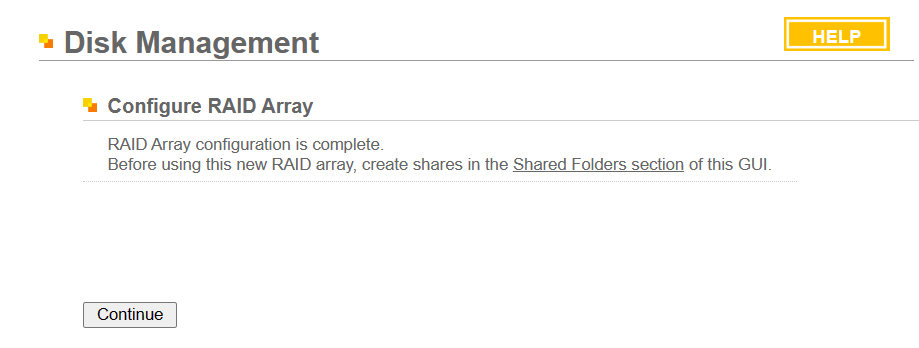 Disk Management
HELP
Configure RAID Array
RAID Array configuration is complete.
Before using this new RAID array, create shares in the Shared Folders section of this GUI.
Continue